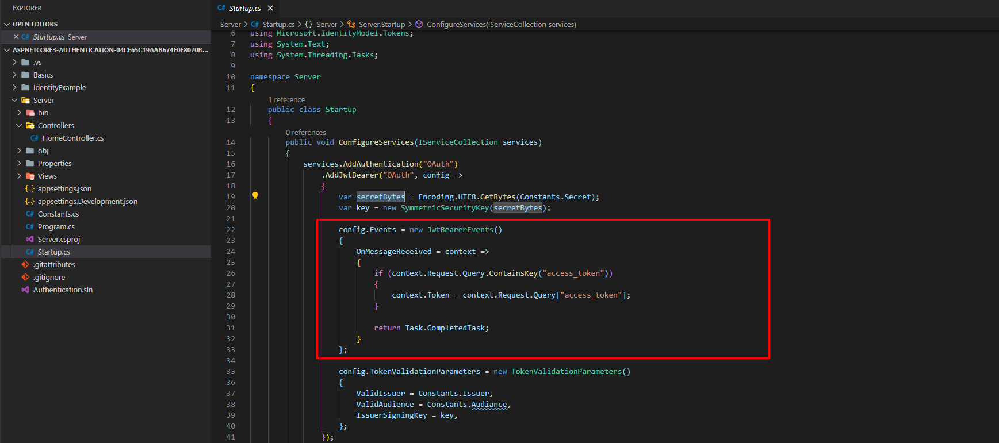 EXPLORER
OPEN EDITORS
C# Startup.cs Server
ASPNETCORE3-AUTHENTICATION-04CE65C19AAB674E0F8070B...
.vs
Basics
IdentityExample
Server
bin
Controllers
C# HomeController.cs
obj
Properties
Views
{..} appsettings.json
{..} appsettings.Development.json
C# Constants.cs
C# Program.cs
Server.csproj
C# Startup.cs
.gitattributes
.gitignore
Authentication.sln
C# Startup.cs
Server > C# Startup.cs > {} Server > Server.Startup > ConfigureServices(IServiceCollection services)
6 using Microsoft.IdentityModel.Tokens;
7 using System.Text;
8 using System.Threading.Tasks;
9
10 namespace Server
11 {
1 reference
12 public class Startup
13 {
0 references
14 public void ConfigureServices(IServiceCollection services)
15 {
16 services.AddAuthentication("OAuth")
17 .AddJwtBearer("OAuth", config =>
18 {
19 var secretBytes = Encoding.UTF8.GetBytes(Constants.Secret);
20 var key = new SymmetricSecurityKey(secretBytes);
21
22 config.Events = new JwtBearerEvents()
23 {
24 OnMessageReceived = context =>
25 {
26 if (context.Request.Query.ContainsKey("access_token"))
27 {
28 context.Token = context.Request.Query["access_token"];
29 }
30
31 return Task.CompletedTask;
32 }
33 };
34
35 config.TokenValidationParameters = new TokenValidationParameters()
36 {
37 ValidIssuer = Constants.Issuer,
38 ValidAudience = Constants.Audiance,
39 IssuerSigningKey = key,
40 };
41 });